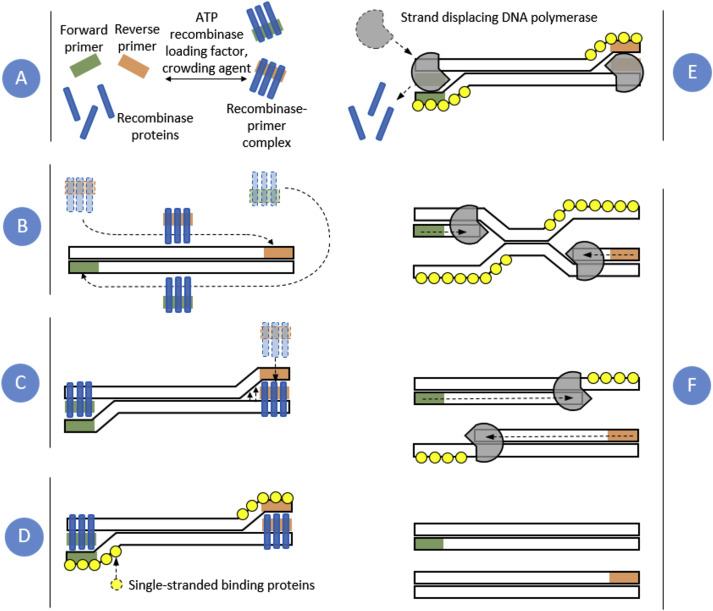 A
Forward
primer
Reverse
primer
ATP
recombinase
loading factor,
crowding agent
Recombinase
proteins
Recombinase-
primer
complex
B
C
D
Single-stranded binding proteins
Strand displacing DNA polymerase
E
F